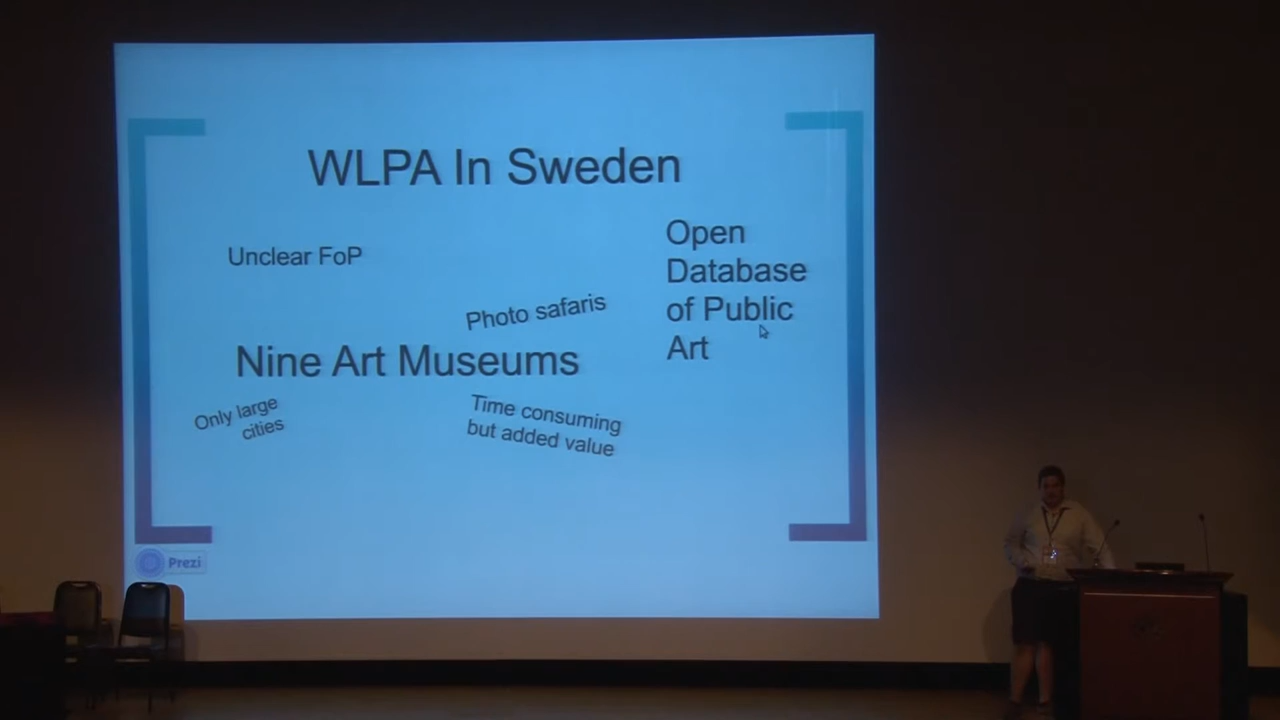 WLPA In Sweden
Unclear FoP
Open
Database
of Public
Art
Photo safaris
Nine Art Museums
Only large
cities
Time consuming
but added value
Prezi